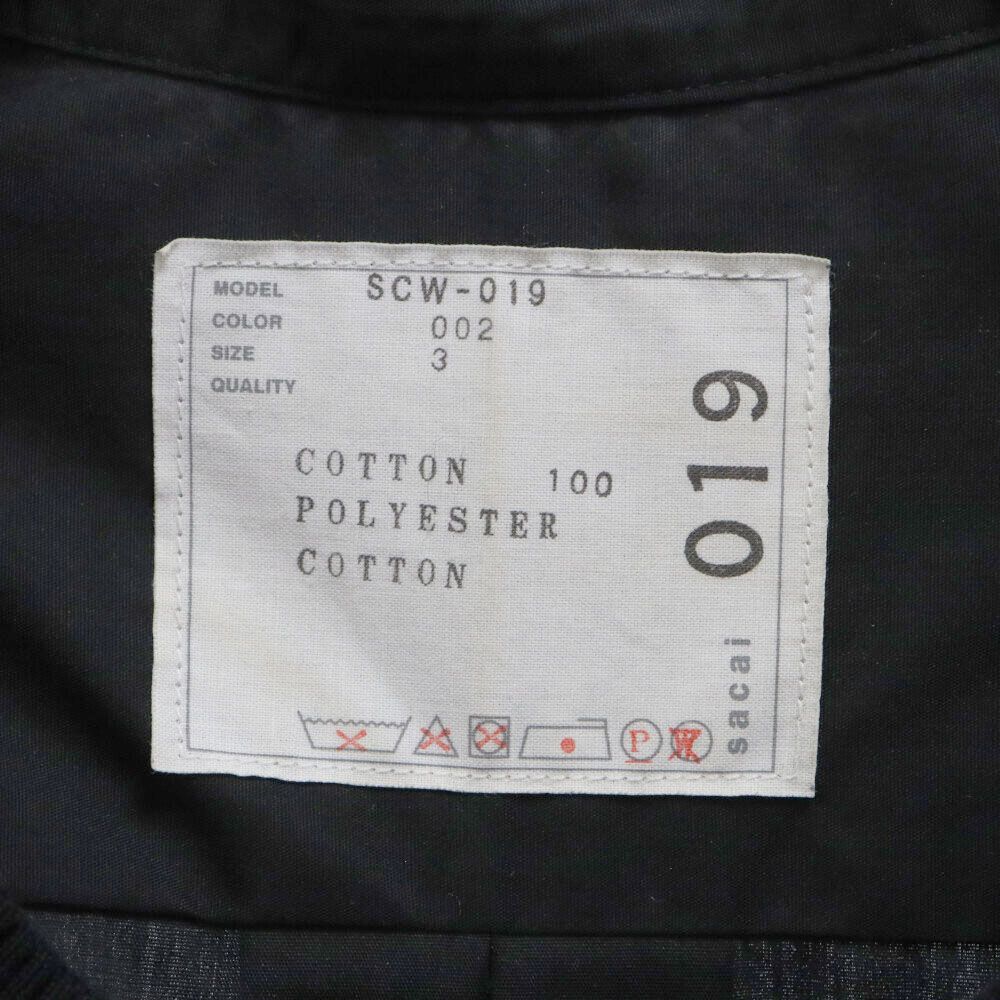 MODEL SCW-019
COLOR 002
SIZE 3
QUALITY
COTTON 100
POLYESTER
COTTON
P
W
019
sacai